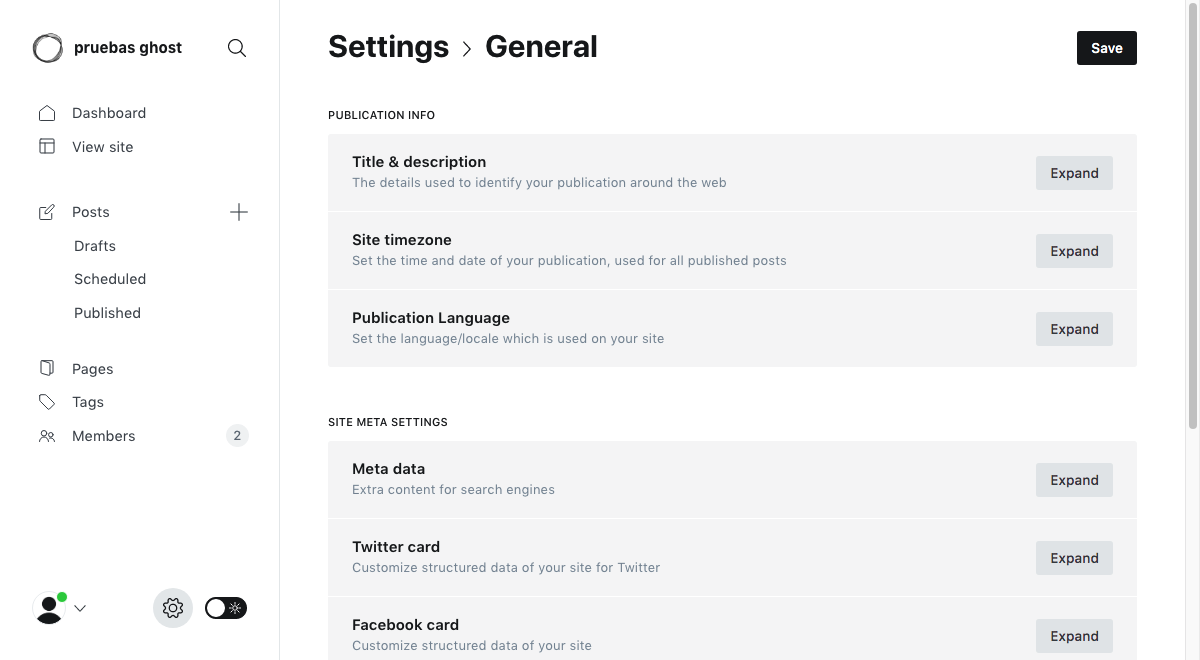 pruebas ghost
Dashboard
View site
Posts
Drafts
Scheduled
Published
Pages
Tags
Members 2
Settings › General
Save
PUBLICATION INFO
Title & description
The details used to identify your publication around the web
Expand
Site timezone
Set the time and date of your publication, used for all published posts
Expand
Publication Language
Set the language/locale which is used on your site
Expand
SITE META SETTINGS
Meta data
Extra content for search engines
Expand
Twitter card
Customize structured data of your site for Twitter
Expand
Facebook card
Customize structured data of your site
Expand